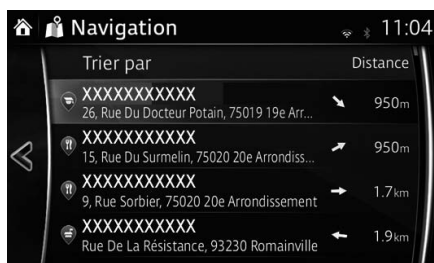 Navigation 11:04
Trier par Distance
XXXXXXXXXXX
26, Rue Du Docteur Potain, 75019 19e Arr... 950m
XXXXXXXXXXX
15, Rue Du Surmelin, 75020 20e Arrondiss... 950m
XXXXXXXXXXX
9, Rue Sorbier, 75020 20e Arrondissement 1.7km
XXXXXXXXXXX
Rue De La Résistance, 93230 Romainville 1.9km